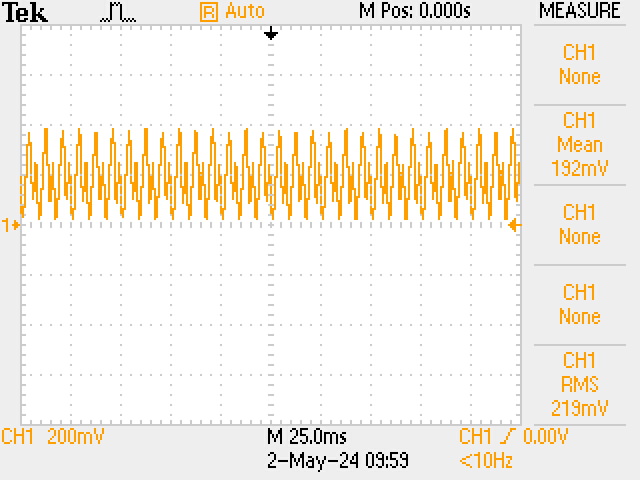 Tek R Auto M Pos: 0.000s MEASURE
CH1
None
CH1
Mean
192mV
CH1
None
CH1
None
CH1
RMS
219mV
1
CH1 200mV M 25.0ms CH1 0.00V
2-May-24 09:59 <10Hz